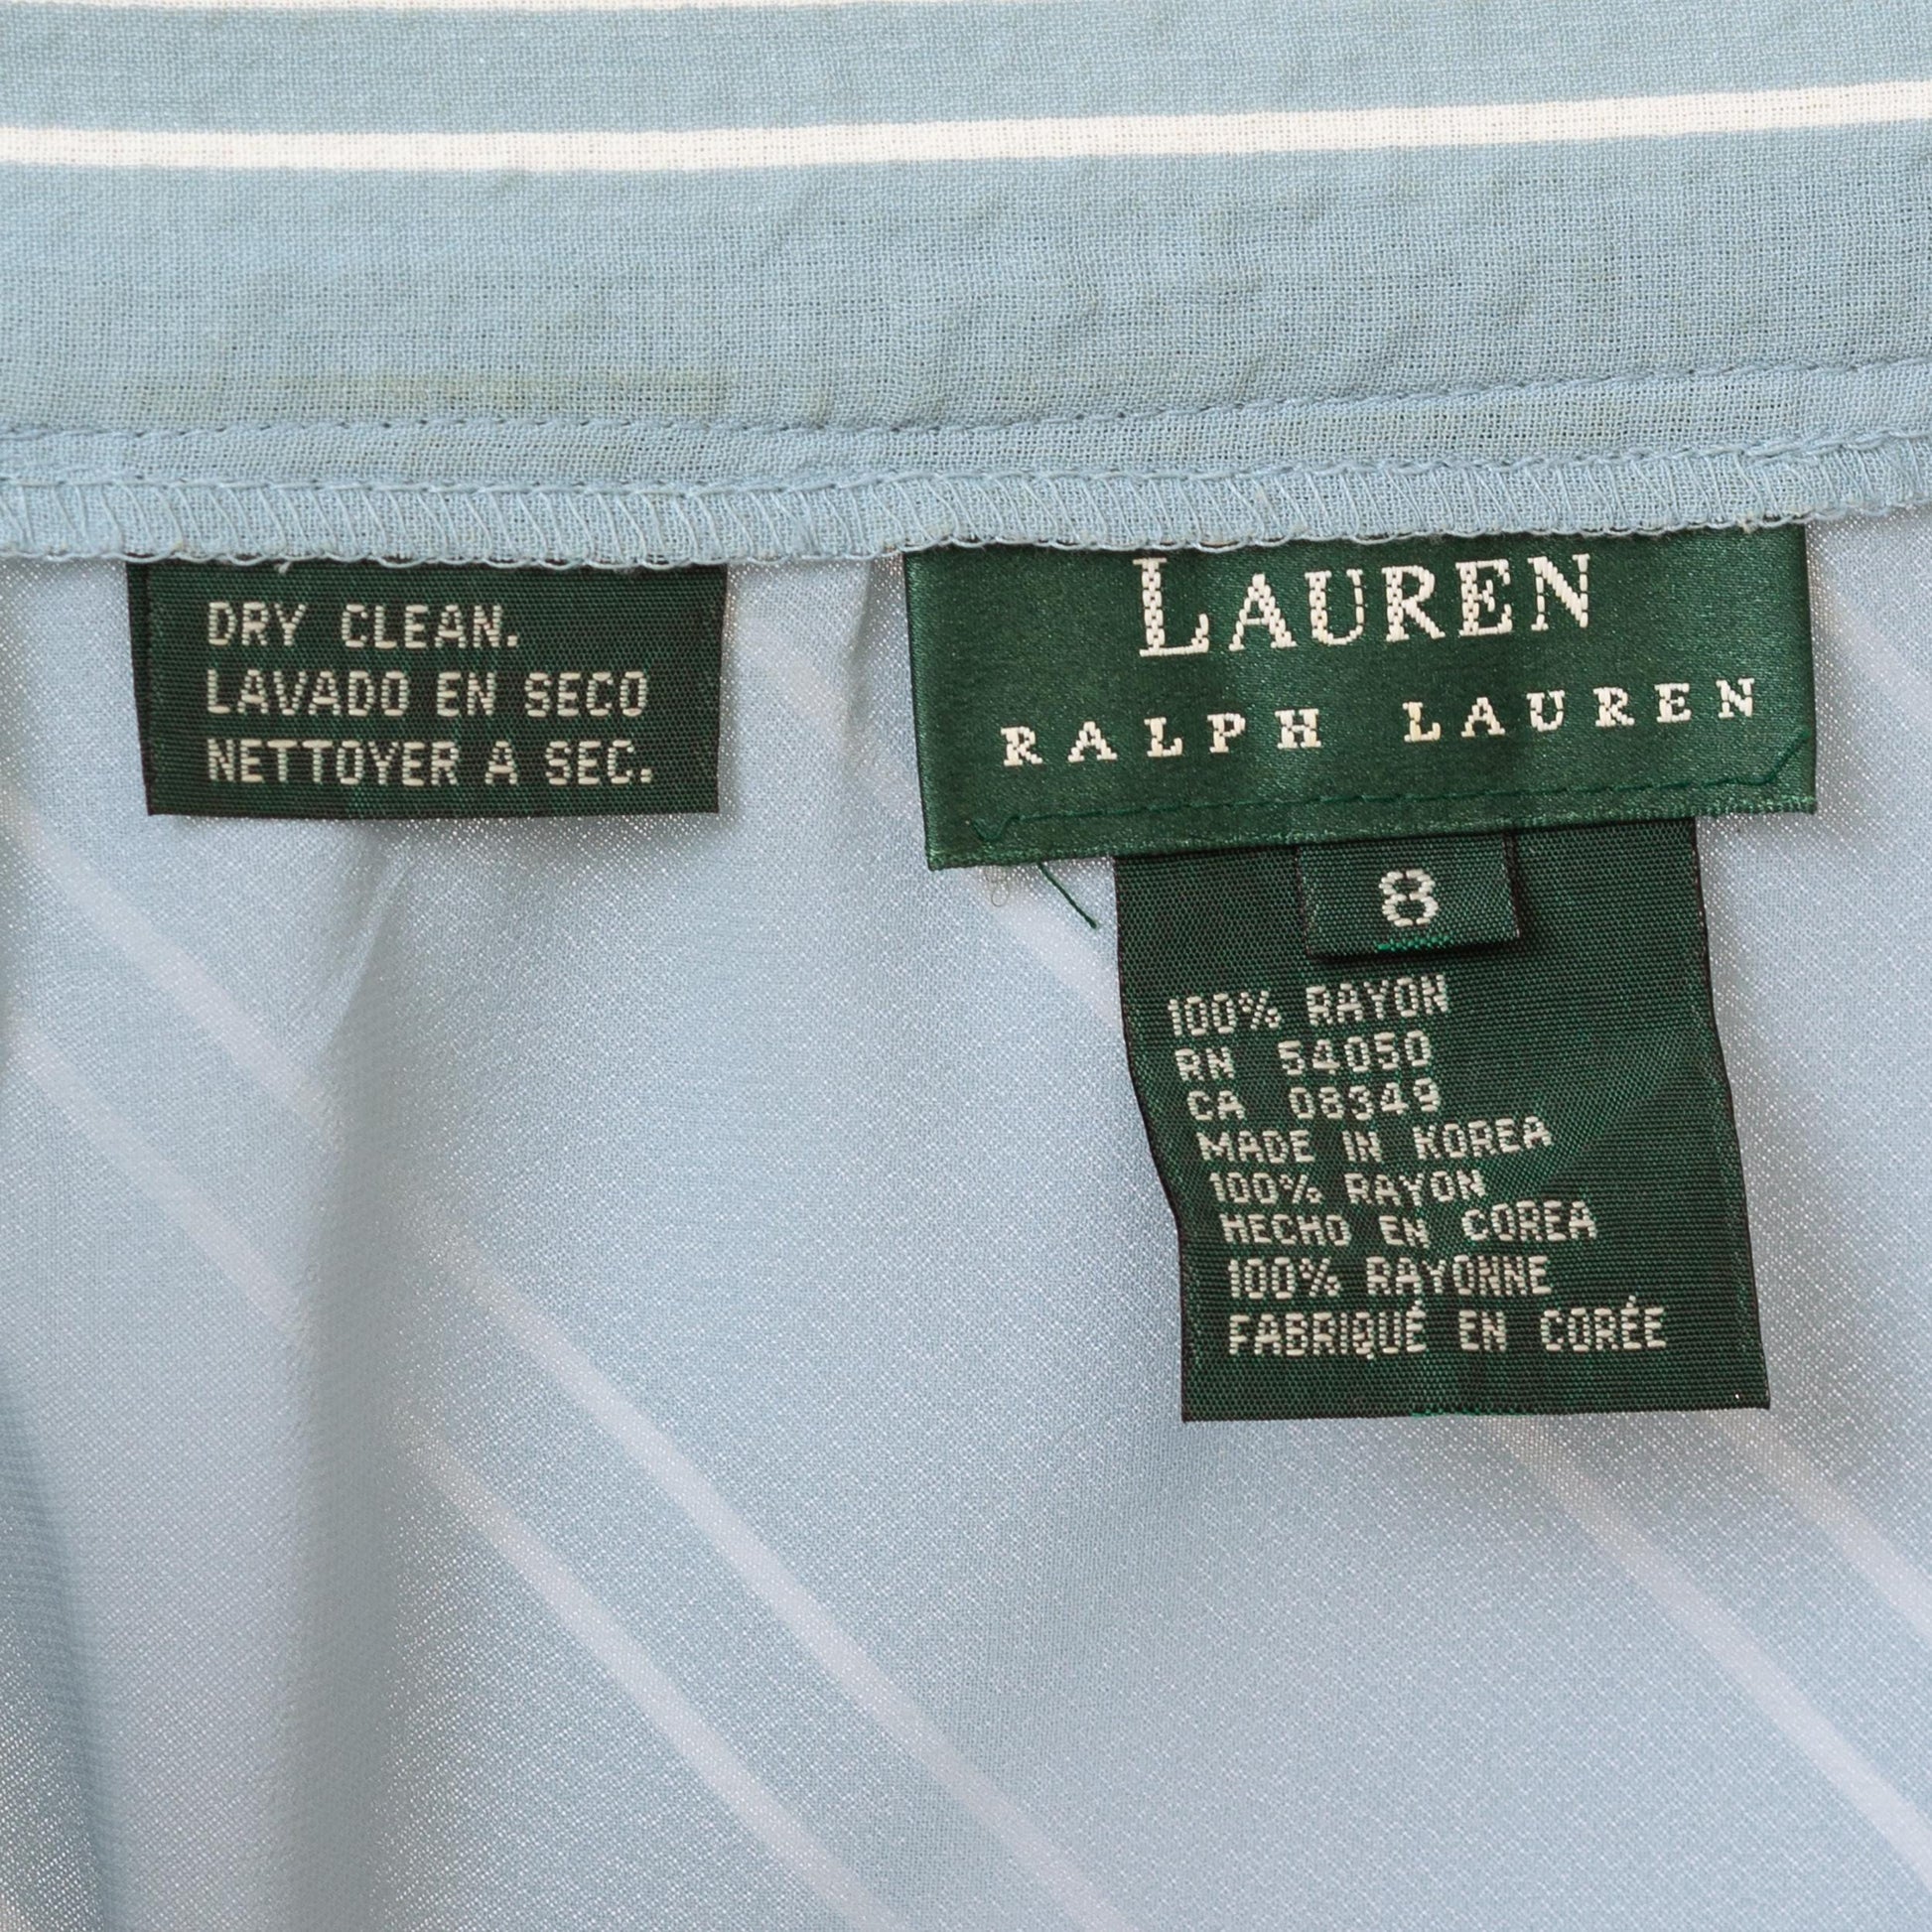 DRY CLEAN.
LAVADO EN SECO
NETTOYER A SEC.
LAUREN
RALPH LAUREN
8
100% RAYON
RN 54050
CA 08349
MADE IN KOREA
100% RAYON
HECHO EN COREA
100% RAYONNE
FABRIQUÉ EN CORÉE